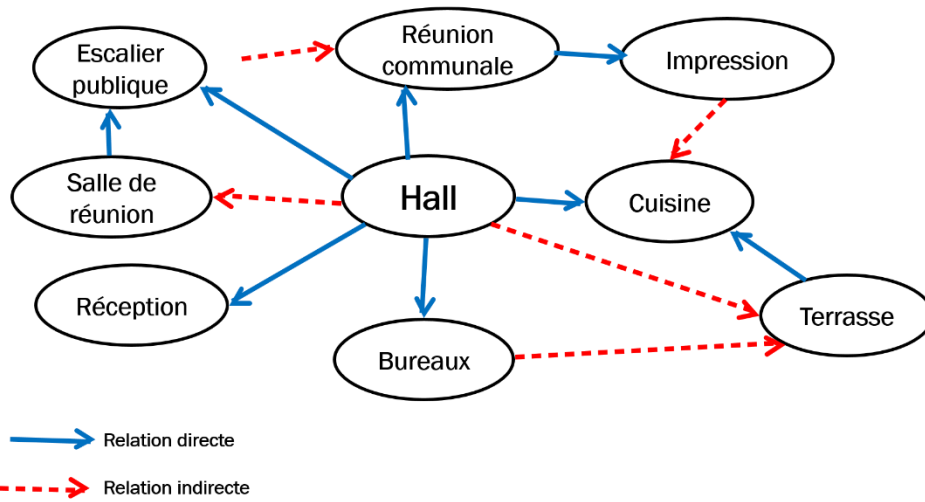 Escalier
publique
Réunion
communale
Impression
Salle de
réunion
Hall
Cuisine
Réception
Bureaux
Terrasse
Relation directe
Relation indirecte